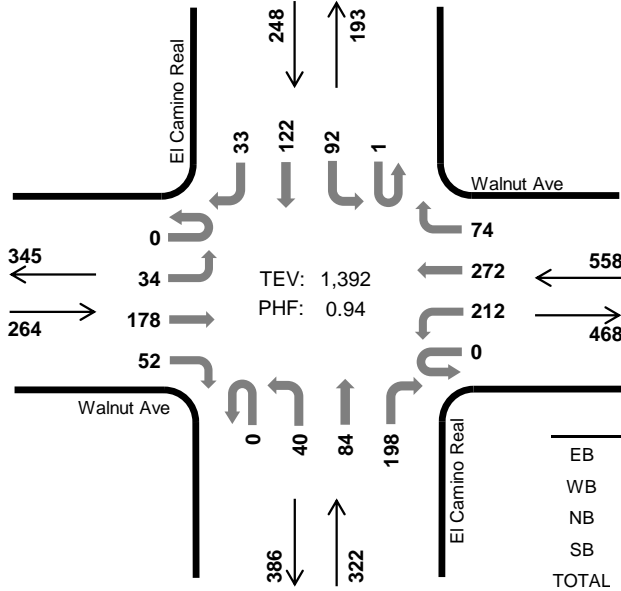 248
193
El Camino Real
33
122
92
1
Walnut Ave
0
74
345
34
TEV: 1,392
272
558
264
178
PHF: 0.94
212
468
52
0
Walnut Ave
0
40
84
198
El Camino Real
386
322
EB
WB
NB
SB
TOTAL